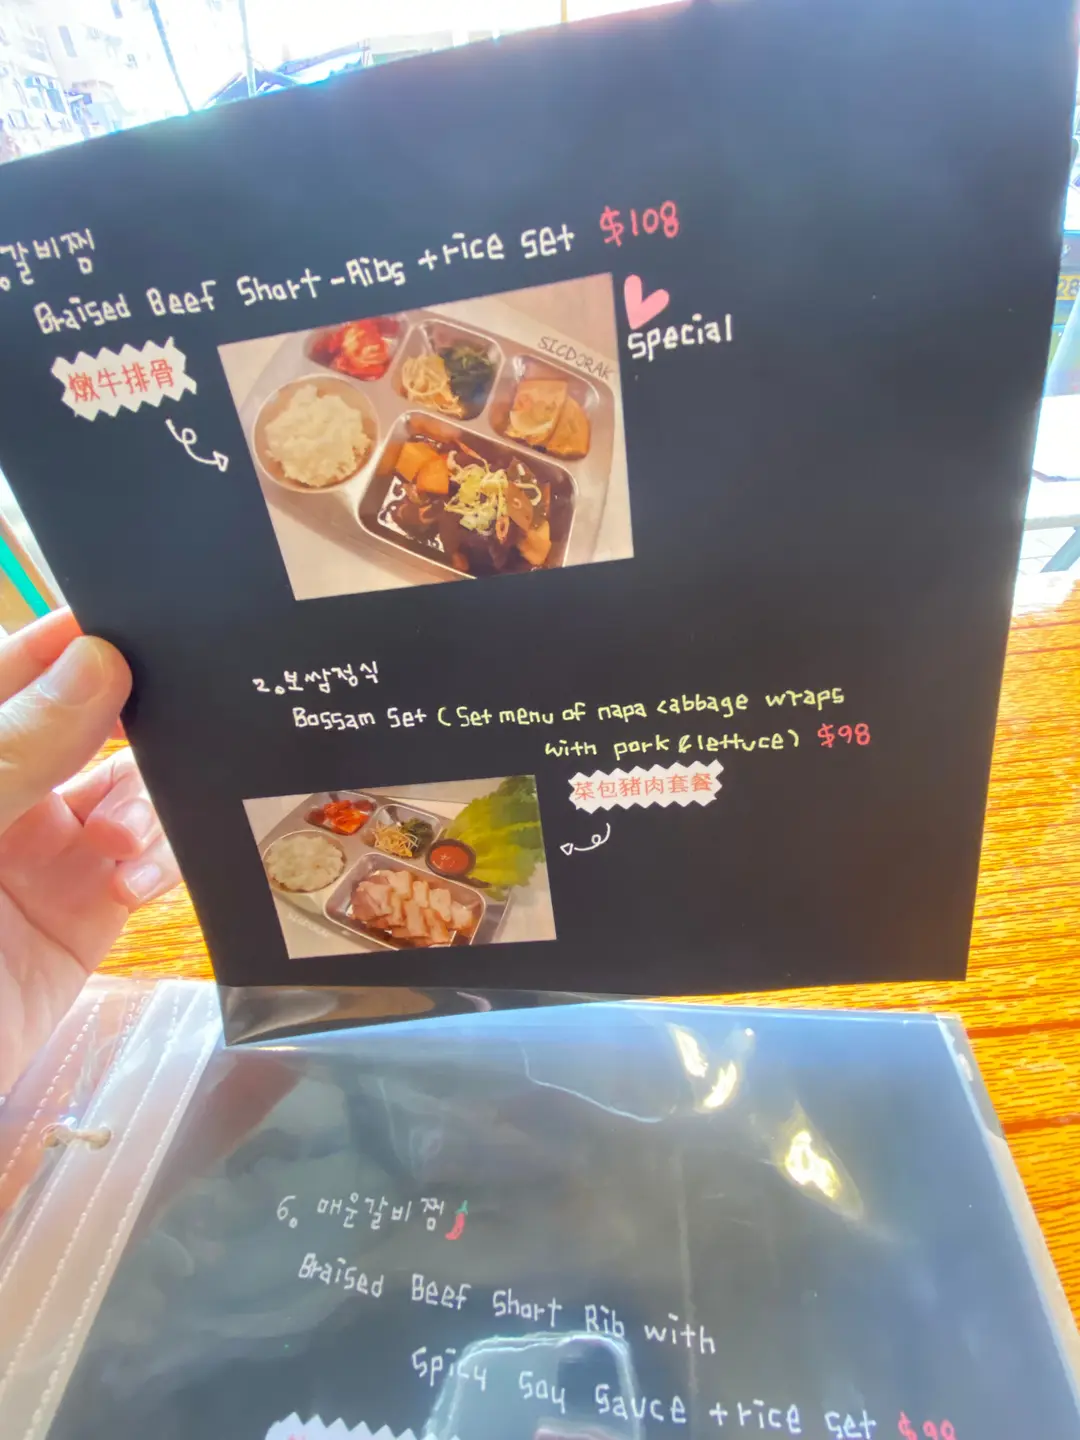 갈비찜
Braised Beef Short-Ribs +rice set $108
special
燉牛排骨
SICDORAK
2.보쌈정식
Bossam set (set menu of napa cabbage wraps
with pork & lettuce) $98
菜包豬肉套餐
6. 매운갈비찜
Braised Beef Short Rib with
spicy soy sauce +rice set